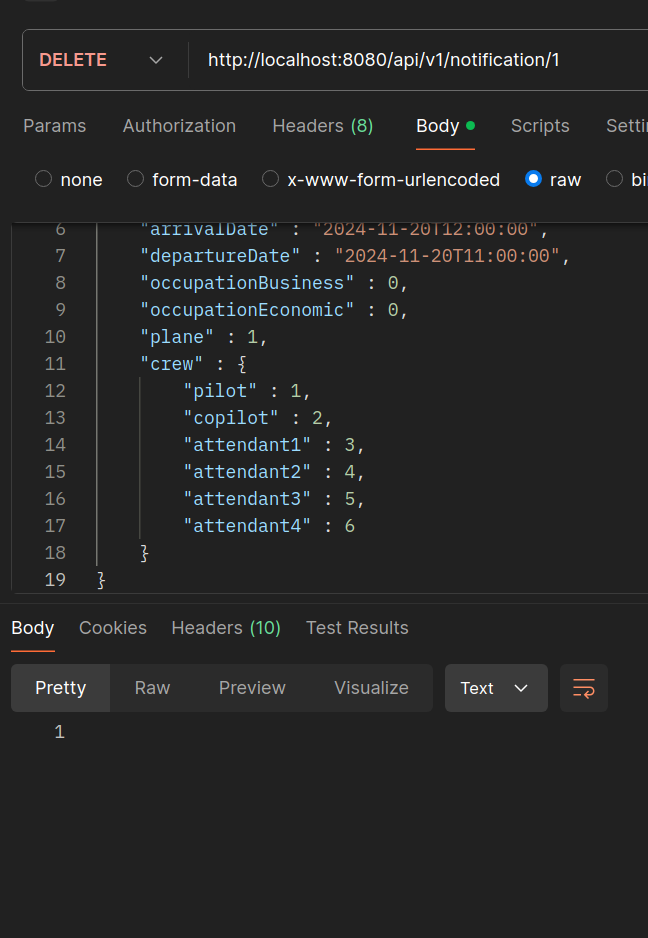 DELETE http://localhost:8080/api/v1/notification/1
Params Authorization Headers (8) Body Scripts
none form-data x-www-form-urlencoded raw
6 "arrivalDate" : "2024-11-20T12:00:00",
7 "departureDate" : "2024-11-20T11:00:00",
8 "occupationBusiness" : 0,
9 "occupationEconomic" : 0,
10 "plane" : 1,
11 "crew" : {
12 "pilot" : 1,
13 "copilot" : 2,
14 "attendant1" : 3,
15 "attendant2" : 4,
16 "attendant3" : 5,
17 "attendant4" : 6
18 }
19 }
Body Cookies Headers (10) Test Results
Pretty Raw Preview Visualize Text
1